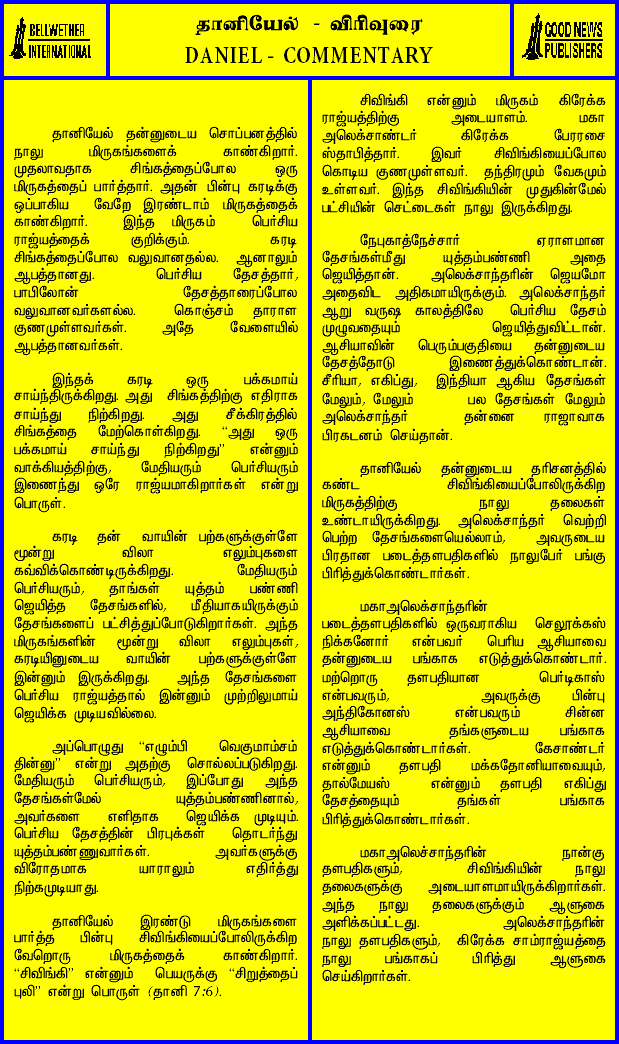 BELLWETHER
INTERNATIONAL
தானியேல் - விரிவுரை
DANIEL - COMMENTARY
GOOD NEWS
PUBLISHERS
தானியேல் தன்னுடைய சொப்பனத்தில்
நாலு மிருகங்களைக் காண்கிறார்.
முதலாவதாக சிங்கத்தைப்போல ஒரு
மிருகத்தைப் பார்த்தார். அதன் பின்பு கரடிக்கு
ஒப்பாகிய வேறே இரண்டாம் மிருகத்தைக்
காண்கிறார். இந்த மிருகம் பெர்சிய
ராஜ்யத்தைக் குறிக்கும். கரடி
சிங்கத்தைப்போல வலுவானதல்ல. ஆனாலும்
ஆபத்தானது. பெர்சிய தேசத்தார்,
பாபிலோன் தேசத்தாரைப்போல
வலுவானவர்களல்ல. கொஞ்சம் தாராள
குணமுள்ளவர்கள். அதே வேளையில்
ஆபத்தானவர்கள்.
இந்தக் கரடி ஒரு பக்கமாய்
சாய்ந்திருக்கிறது. அது சிங்கத்திற்கு எதிராக
சாய்ந்து நிற்கிறது. அது சீக்கிரத்தில்
சிங்கத்தை மேற்கொள்கிறது. “அது ஒரு
பக்கமாய் சாய்ந்து நிற்கிறது” என்னும்
வாக்கியத்திற்கு, மேதியரும் பெர்சியரும்
இணைந்து ஒரே ராஜ்யமாகிறார்கள் என்று
பொருள்.
கரடி தன் வாயின் பற்களுக்குள்ளே
மூன்று விலா எலும்புகளை
கவ்விக்கொண்டிருக்கிறது. மேதியரும்
பெர்சியரும், தாங்கள் யுத்தம் பண்ணி
ஜெயித்த தேசங்களில், மீதியாகயிருக்கும்
தேசங்களைப் பட்சித்துப்போடுகிறார்கள். அந்த
மிருகங்களின் மூன்று விலா எலும்புகள்,
கரடியினுடைய வாயின் பற்களுக்குள்ளே
இன்னும் இருக்கிறது. அந்த தேசங்களை
பெர்சிய ராஜ்யத்தால் இன்னும் முற்றிலுமாய்
ஜெயிக்க முடியவில்லை.
அப்பொழுது “எழும்பி வெகுமாம்சம்
தின்னு” என்று அதற்கு சொல்லப்படுகிறது.
மேதியரும் பெர்சியரும், இப்போது அந்த
தேசங்கள்மேல் யுத்தம்பண்ணினால்,
அவர்களை எளிதாக ஜெயிக்க முடியும்.
பெர்சிய தேசத்தின் பிரபுக்கள் தொடர்ந்து
யுத்தம்பண்ணுவார்கள். அவர்களுக்கு
விரோதமாக யாராலும் எதிர்த்து
நிற்கமுடியாது.
தானியேல் இரண்டு மிருகங்களை
பார்த்த பின்பு சிவிங்கியைப்போலிருக்கிற
வேறொரு மிருகத்தைக் காண்கிறார்.
“சிவிங்கி” என்னும் பெயருக்கு “சிறுத்தைப்
புலி” என்று பொருள் (தானி 7:6).
சிவிங்கி என்னும் மிருகம் கிரேக்க
ராஜ்யத்திற்கு அடையாளம். மகா
அலெக்சாண்டர் கிரேக்க பேரரசை
ஸ்தாபித்தார். இவர் சிவிங்கியைப்போல
கொடிய குணமுள்ளவர். தந்திரமும் வேகமும்
உள்ளவர். இந்த சிவிங்கியின் முதுகின்மேல்
பட்சியின் செட்டைகள் நாலு இருக்கிறது.
நேபுகாத்நேச்சார் ஏராளமான
தேசங்கள்மீது யுத்தம்பண்ணி அதை
ஜெயித்தான். அலெக்சாந்தரின் ஜெயமோ
அதைவிட அதிகமாயிருக்கும். அலெக்சாந்தர்
ஆறு வருஷ காலத்திலே பெர்சிய தேசம்
முழுவதையும் ஜெயித்துவிட்டான்.
ஆசியாவின் பெரும்பகுதியை தன்னுடைய
தேசத்தோடு இணைத்துக்கொண்டான்.
சீரியா, எகிப்து, இந்தியா ஆகிய தேசங்கள்
மேலும், மேலும் பல தேசங்கள் மேலும்
அலெக்சாந்தர் தன்னை ராஜாவாக
பிரகடனம் செய்தான்.
தானியேல் தன்னுடைய தரிசனத்தில்
கண்ட சிவிங்கியைப்போலிருக்கிற
மிருகத்திற்கு நாலு தலைகள்
உண்டாயிருக்கிறது. அலெக்சாந்தர் வெற்றி
பெற்ற தேசங்களையெல்லாம், அவருடைய
பிரதான படைத்தளபதிகளில் நாலுபேர் பங்கு
பிரித்துக்கொண்டார்கள்.
மகாஅலெக்சாந்தரின்
படைத்தளபதிகளில் ஒருவராகிய செலூக்கஸ்
நிக்கனோர் என்பவர் பெரிய ஆசியாவை
தன்னுடைய பங்காக எடுத்துக்கொண்டார்.
மற்றொரு தளபதியான பெர்டிகாஸ்
என்பவரும், அவருக்கு பின்பு
அந்திகோனஸ் என்பவரும் சின்ன
ஆசியாவை தங்களுடைய பங்காக
எடுத்துக்கொண்டார்கள். கேசாண்டர்
என்னும் தளபதி மக்கதோனியாவையும்,
தால்மேயஸ் என்னும் தளபதி எகிப்து
தேசத்தையும் தங்கள் பங்காக
பிரித்துக்கொண்டார்கள்.
மகாஅலெச்சாந்தரின் நான்கு
தளபதிகளும், சிவிங்கியின் நாலு
தலைகளுக்கு அடையாளமாயிருக்கிறார்கள்.
அந்த நாலு தலைகளுக்கும் ஆளுகை
அளிக்கப்பட்டது. அலெக்சாந்தரின்
நாலு தளபதிகளும், கிரேக்க சாம்ராஜ்யத்தை
நாலு பங்காகப் பிரித்து ஆளுகை
செய்கிறார்கள்.